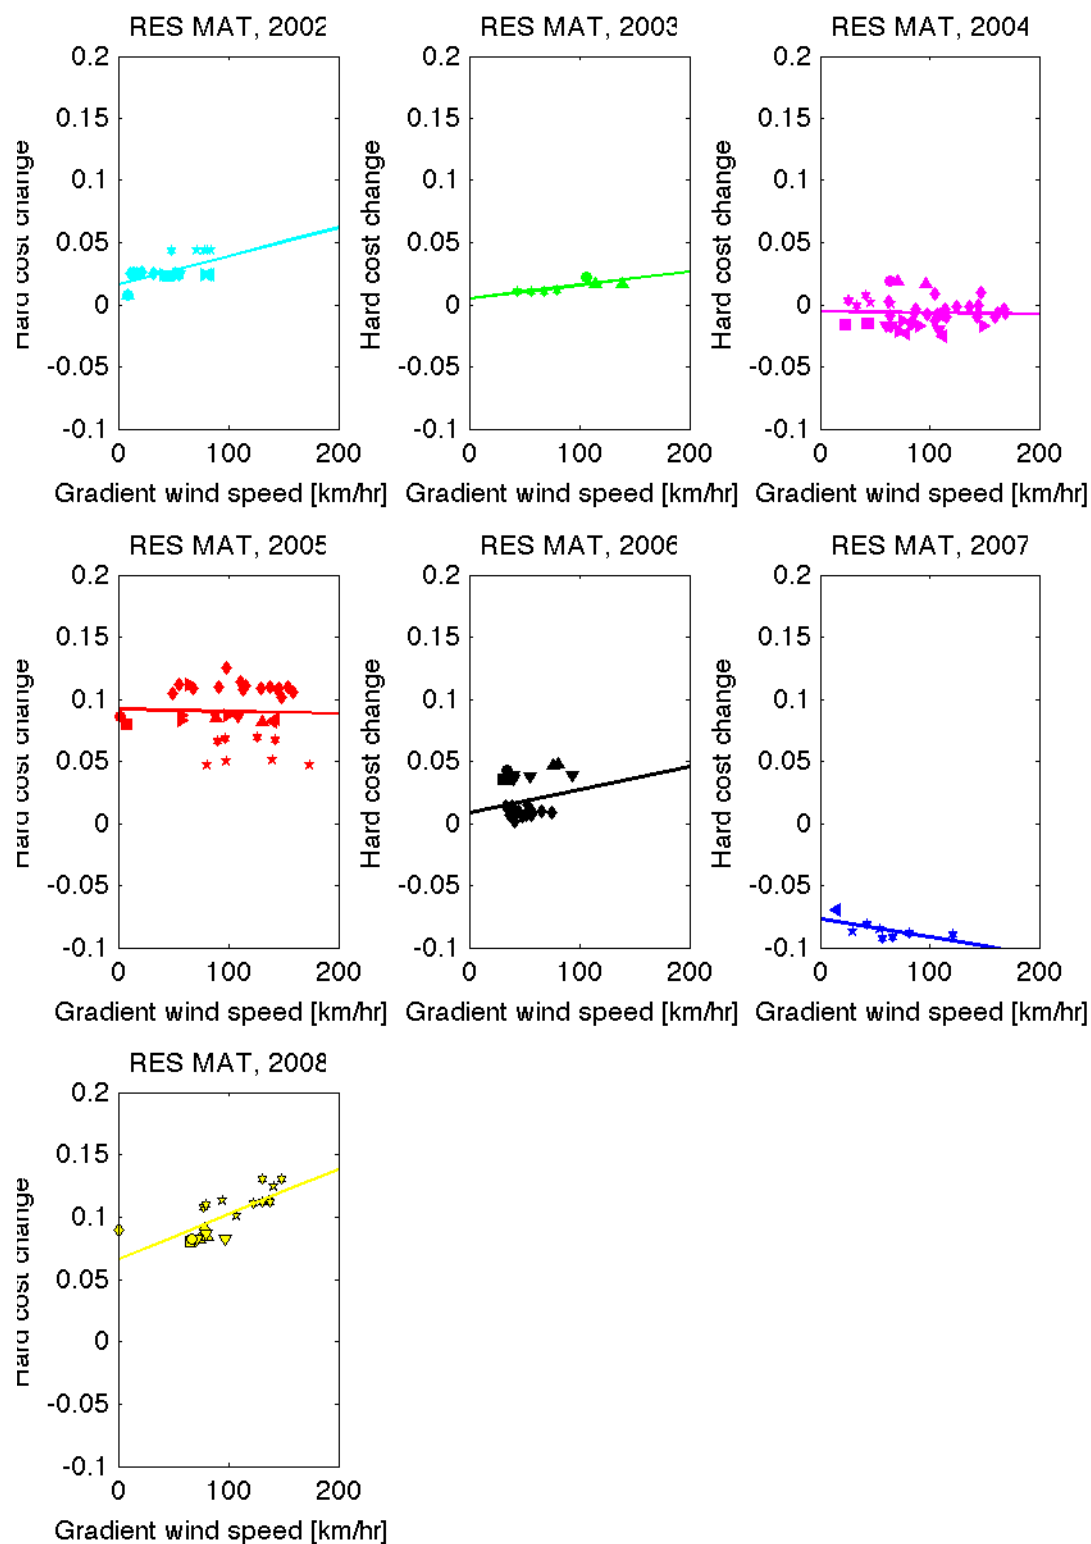 RES MAT, 2002 RES MAT, 2003 RES MAT, 2004
0.2 0.2 0.2
0.15 0.15 0.15
0.1 0.1 0.1
0.05 0.05 0.05
0 0 0
-0.05 -0.05 -0.05
-0.1 -0.1 -0.1
Hard cost change Hard cost change Hard cost change
0 100 200 0 100 200 0 100 200
Gradient wind speed [km/hr] Gradient wind speed [km/hr] Gradient wind speed [km/hr]
RES MAT, 2005 RES MAT, 2006 RES MAT, 2007
0.2 0.2 0.2
0.15 0.15 0.15
0.1 0.1 0.1
0.05 0.05 0.05
0 0 0
-0.05 -0.05 -0.05
-0.1 -0.1 -0.1
Hard cost change Hard cost change Hard cost change
0 100 200 0 100 200 0 100 200
Gradient wind speed [km/hr] Gradient wind speed [km/hr] Gradient wind speed [km/hr]
RES MAT, 2008
0.2
0.15
0.1
0.05
0
-0.05
-0.1
Hard cost change
0 100 200
Gradient wind speed [km/hr]